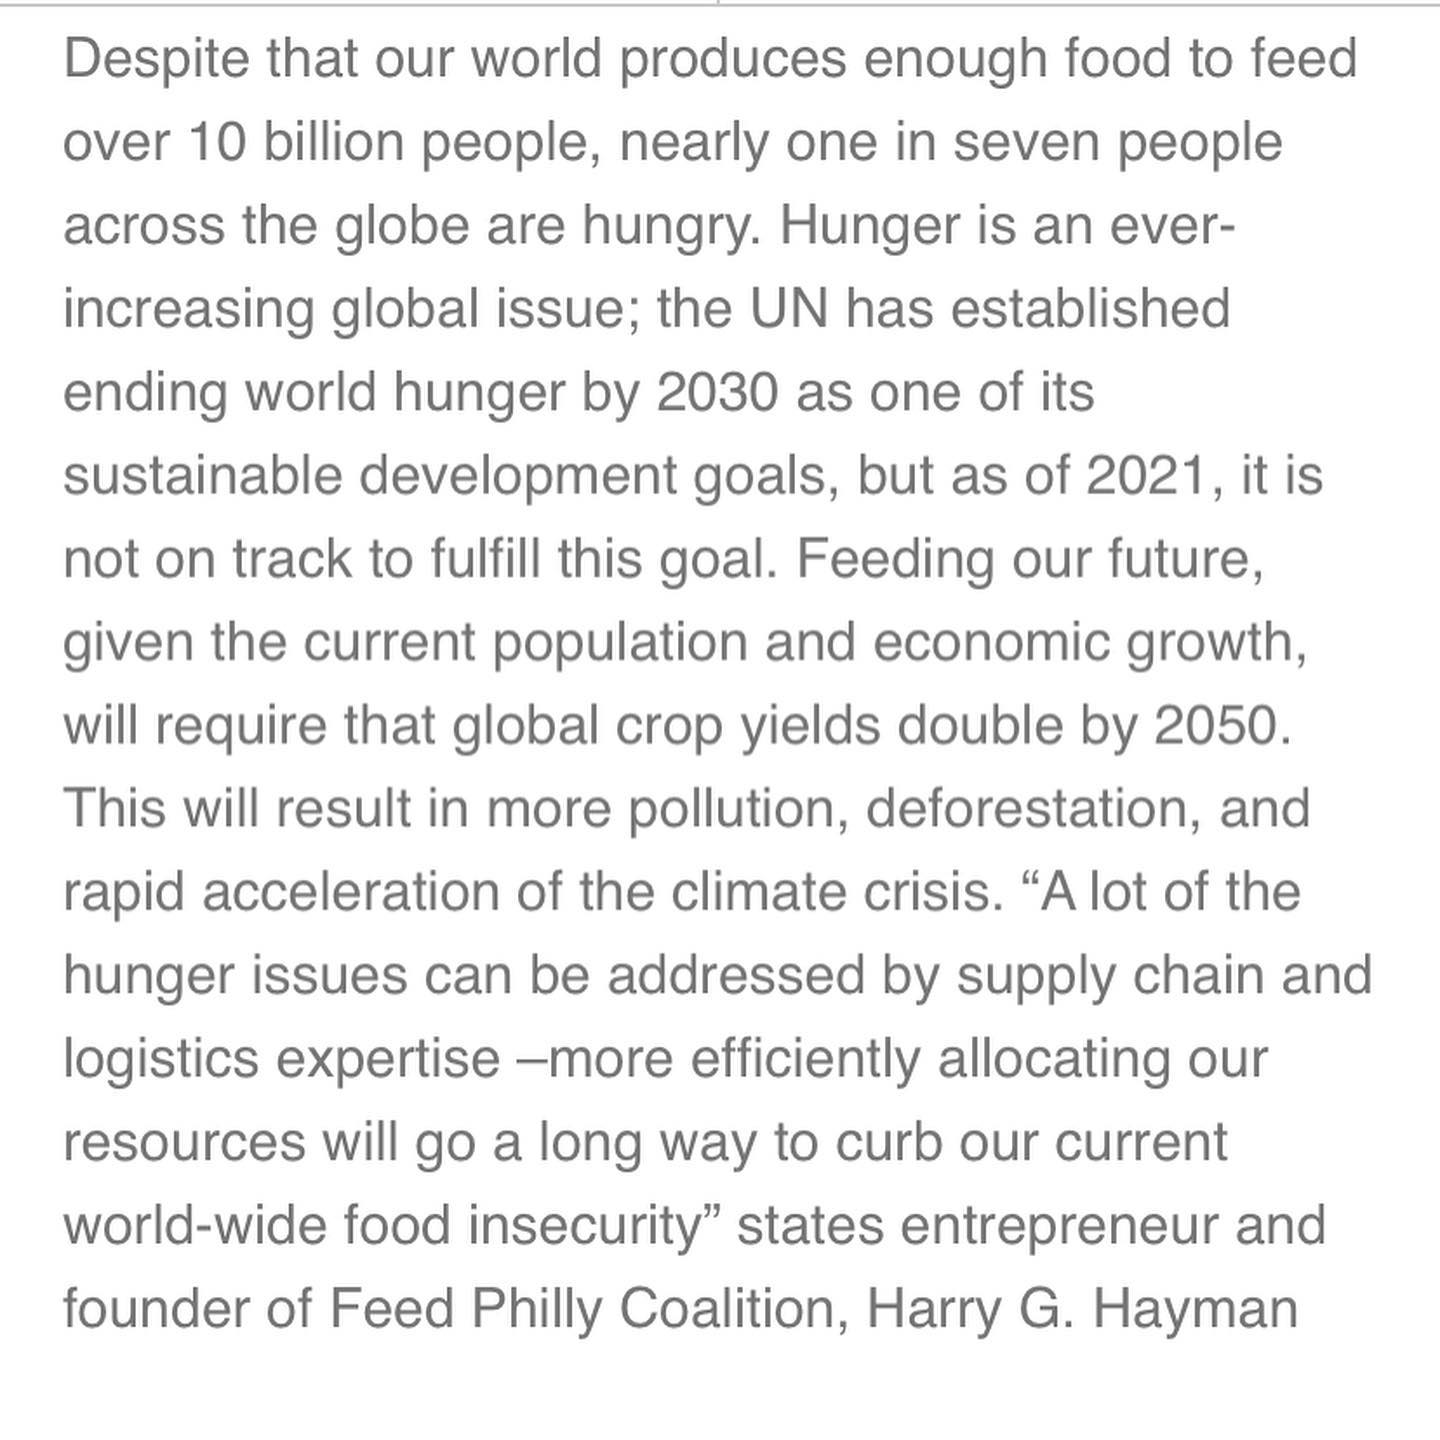 Despite that our world produces enough food to feed
over 10 billion people, nearly one in seven people
across the globe are hungry. Hunger is an ever-
increasing global issue; the UN has established
ending world hunger by 2030 as one of its
sustainable development goals, but as of 2021, it is
not on track to fulfill this goal. Feeding our future,
given the current population and economic growth,
will require that global crop yields double by 2050.
This will result in more pollution, deforestation, and
rapid acceleration of the climate crisis. “A lot of the
hunger issues can be addressed by supply chain and
logistics expertise –more efficiently allocating our
resources will go a long way to curb our current
world-wide food insecurity” states entrepreneur and
founder of Feed Philly Coalition, Harry G. Hayman